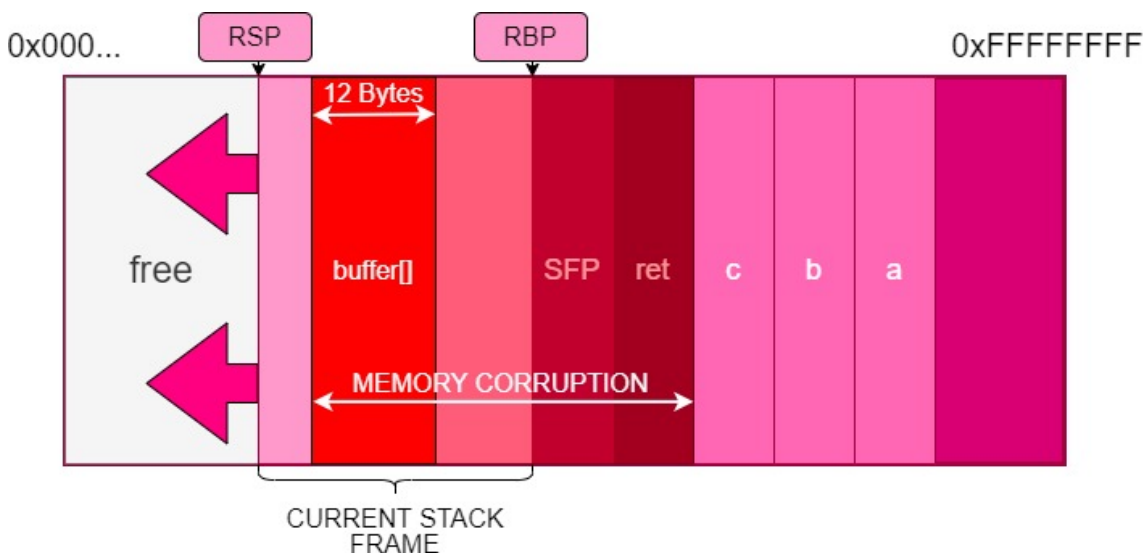 RSP
RBP
0x000...
0xFFFFFFFF
12 Bytes
free
buffer[]
SFP
ret
c
b
a
MEMORY CORRUPTION
CURRENT STACK
FRAME